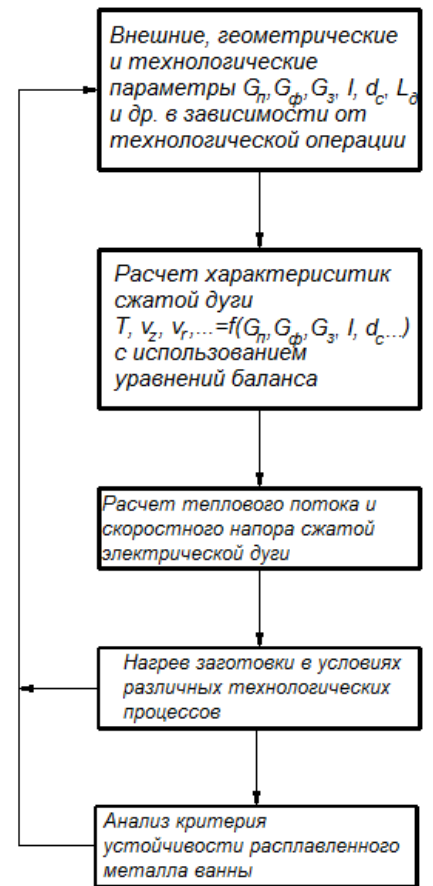 Внешние, геометрические
и технологические
параметры Gп, Gф, Gз, I, dс, Lд
и др. в зависимости от
технологической операции
Расчет характериситик
сжатой дуги
T, vz, vr,...=f(Gп, Gф, Gз, I, dс...)
с использованием
уравнений баланса
Расчет теплового потока и
скоростного напора сжатой
электрической дуги
Нагрев заготовки в условиях
различных технологических
процессов
Анализ критерия
устойчивости расплавленного
металла ванны